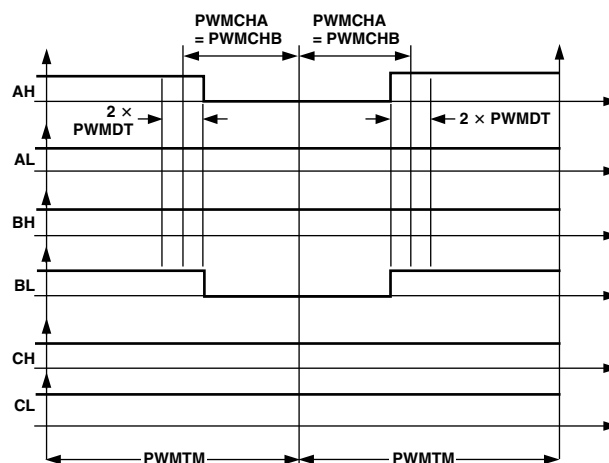 PWMCHA
= PWMCHB
PWMCHA
= PWMCHB
AH
2 ×
PWMDT
2 × PWMDT
AL
BH
BL
CH
CL
PWMTM
PWMTM